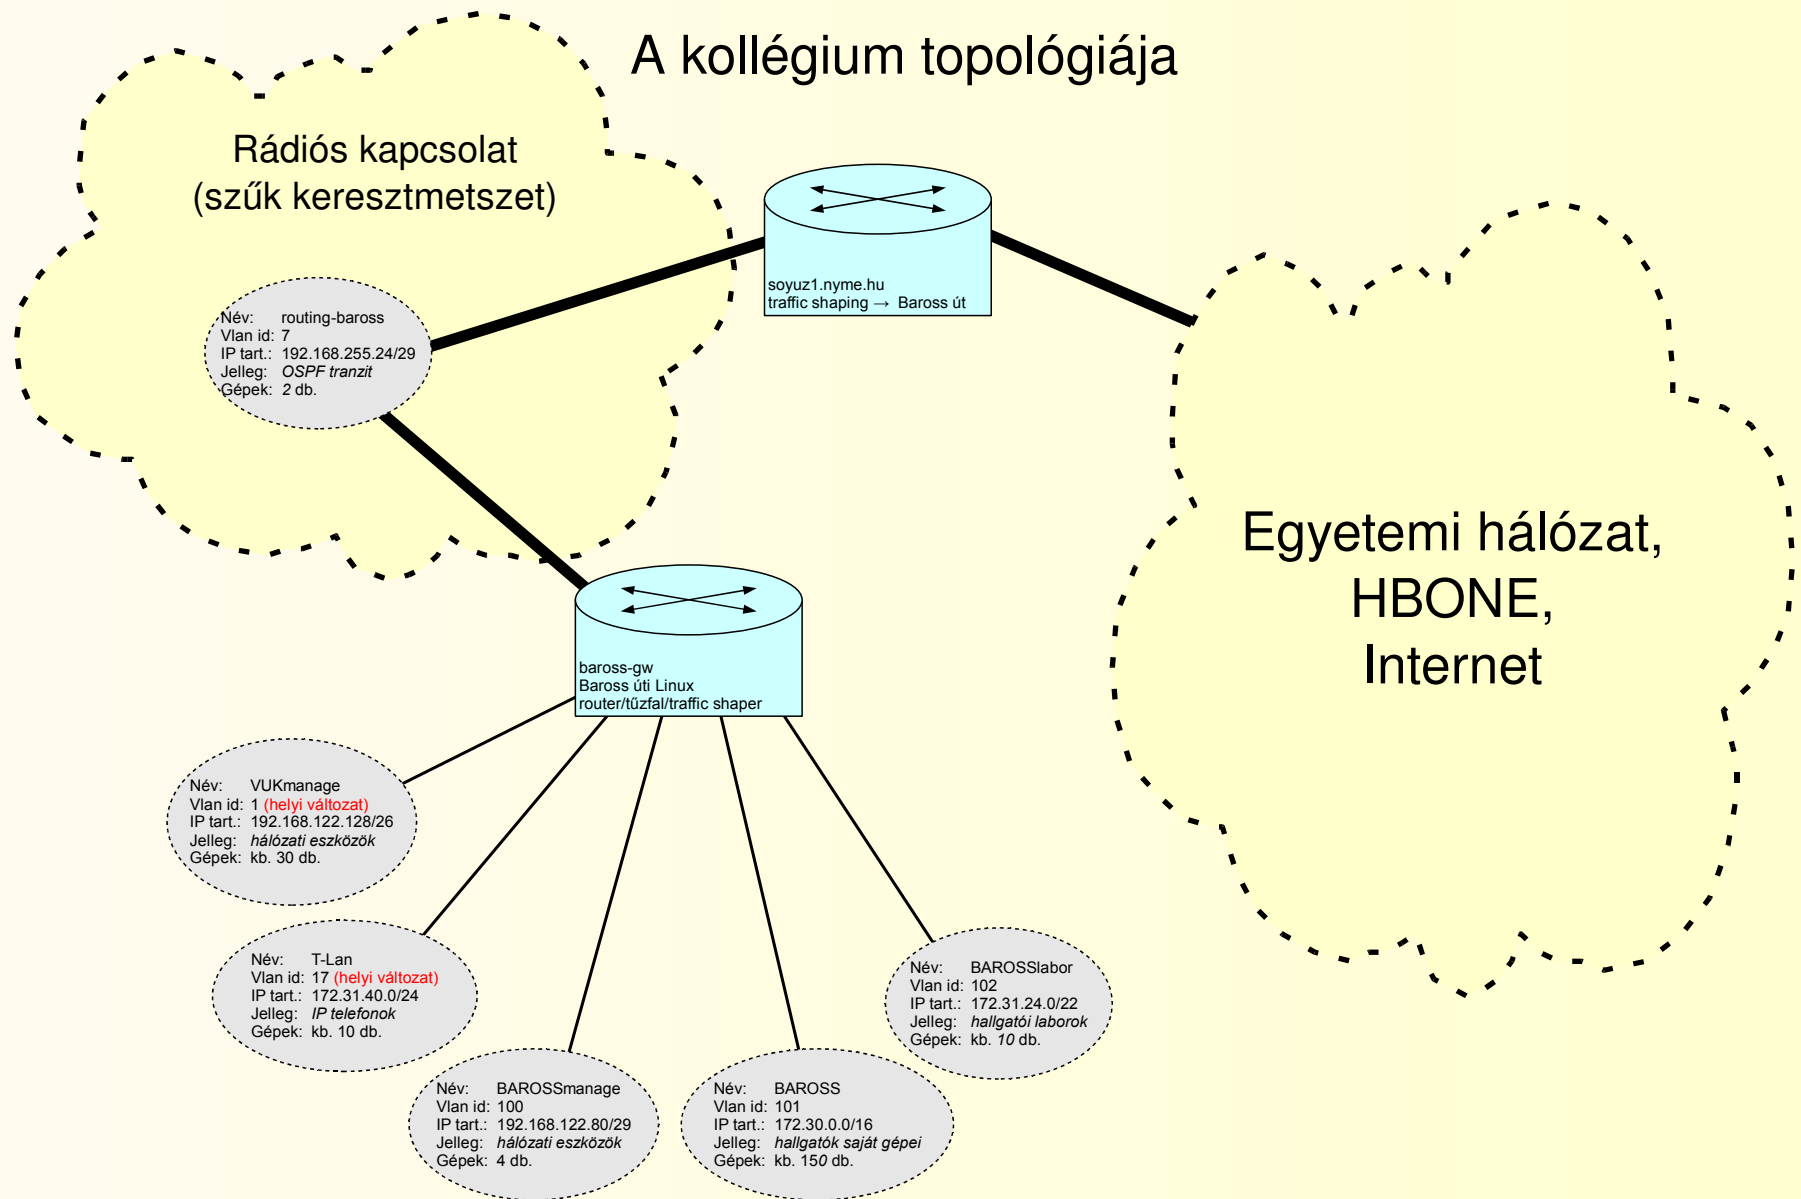 A kollégium topológiája
Rádiós kapcsolat
(szűk keresztmetszet)
soyuz1.nyme.hu
traffic shaping → Baross út
Név: routing-baross
Vlan id: 7
IP tart.: 192.168.255.24/29
Jelleg: OSPF tranzit
Gépek: 2 db.
Egyetemi hálózat,
HBONE,
Internet
baross-gw
Baross úti Linux
router/tűzfal/traffic shaper
Név: VUKmanage
Vlan id: 1 (helyi változat)
IP tart.: 192.168.122.128/26
Jelleg: hálózati eszközök
Gépek: kb. 30 db.
Név: T-Lan
Vlan id: 17 (helyi változat)
IP tart.: 172.31.40.0/24
Jelleg: IP telefonok
Gépek: kb. 10 db.
Név: BAROSSlabor
Vlan id: 102
IP tart.: 172.31.24.0/22
Jelleg: hallgatói laborok
Gépek: kb. 10 db.
Név: BAROSSmanage
Vlan id: 100
IP tart.: 192.168.122.80/29
Jelleg: hálózati eszközök
Gépek: 4 db.
Név: BAROSS
Vlan id: 101
IP tart.: 172.30.0.0/16
Jelleg: hallgatók saját gépei
Gépek: kb. 150 db.